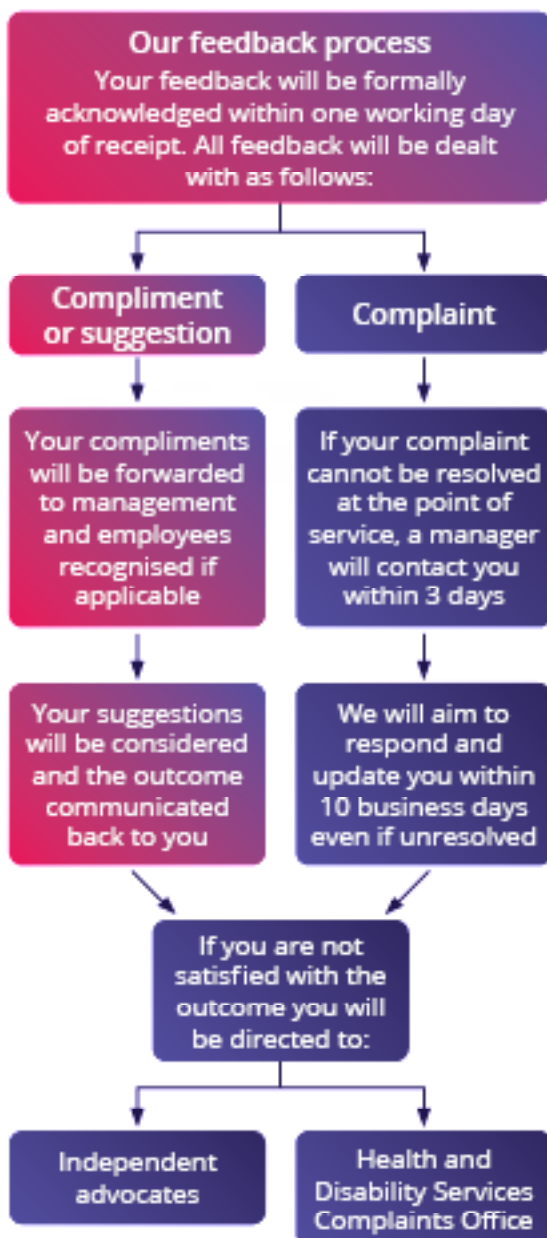 Our feedback process
Your feedback will be formally
acknowledged within one working day
of receipt. All feedback will be dealt
with as follows:
Compliment
or suggestion
Complaint
Your compliments
will be forwarded
to management
and employees
recognised if
applicable
If your complaint
cannot be resolved
at the point of
service, a manager
will contact you
within 3 days
Your suggestions
will be considered
and the outcome
communicated
back to you
We will aim to
respond and
update you within
10 business days
even if unresolved
If you are not
satisfied with the
outcome you will
be directed to:
Independent
advocates
Health and
Disability Services
Complaints Office